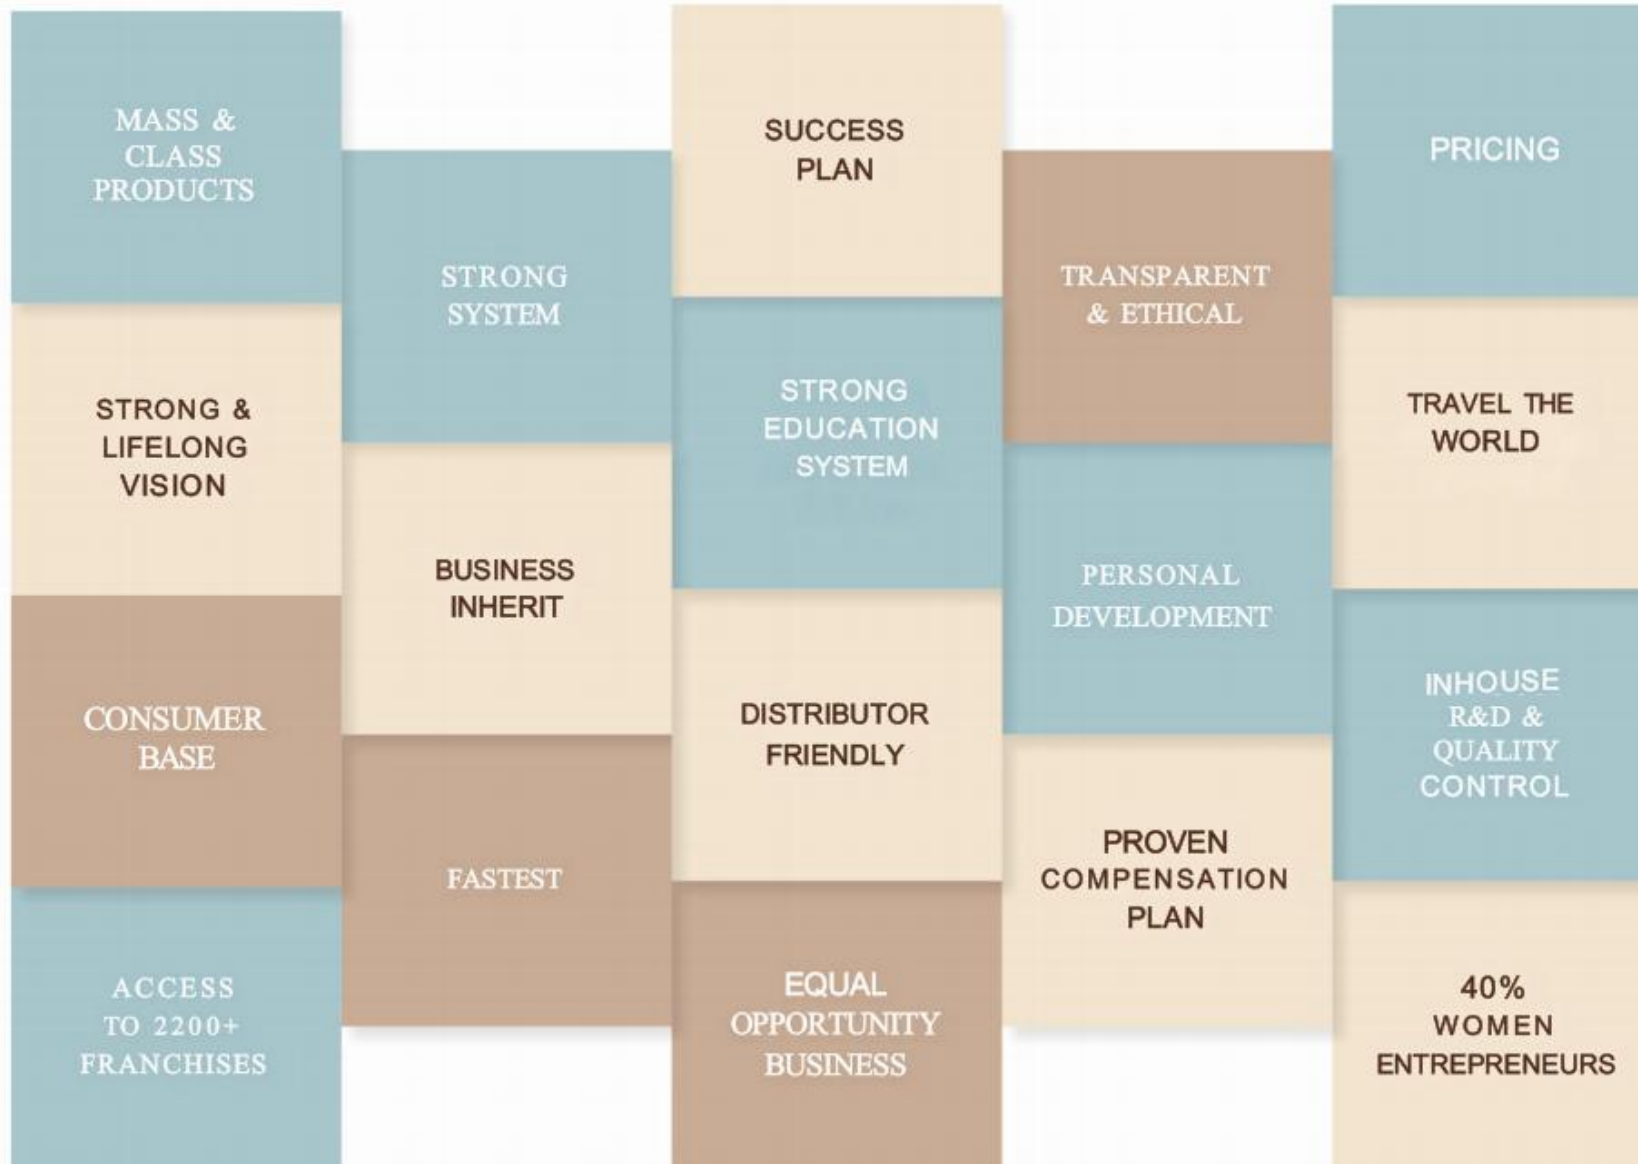 MASS &
CLASS
PRODUCTS
STRONG &
LIFELONG
VISION
CONSUMER
BASE
ACCESS
TO 2200+
FRANCHISES
STRONG
SYSTEM
BUSINESS
INHERIT
FASTEST
SUCCESS
PLAN
STRONG
EDUCATION
SYSTEM
DISTRIBUTOR
FRIENDLY
EQUAL
OPPORTUNITY
BUSINESS
TRANSPARENT
& ETHICAL
PERSONAL
DEVELOPMENT
PROVEN
COMPENSATION
PLAN
PRICING
TRAVEL THE
WORLD
INHOUSE
R&D &
QUALITY
CONTROL
40%
WOMEN
ENTREPRENEURS